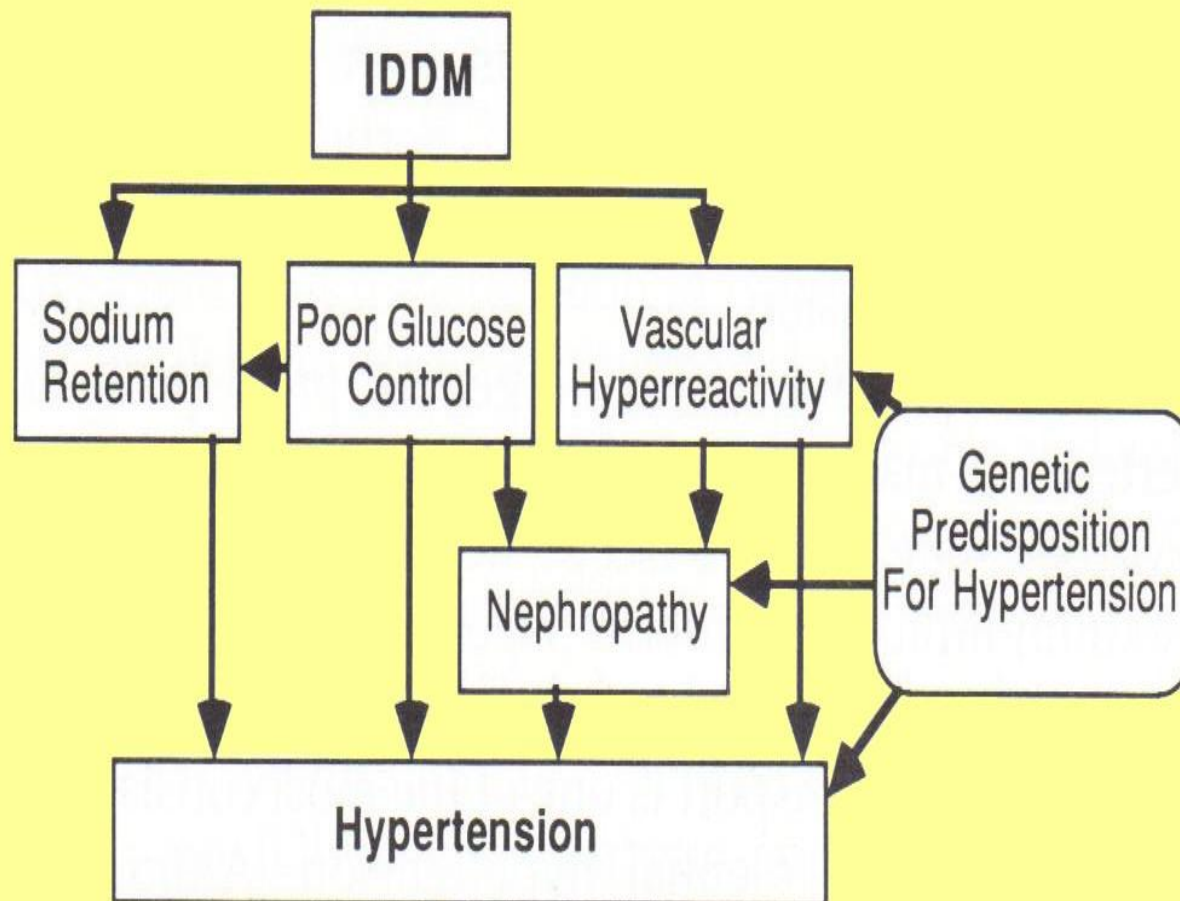 IDDM
Sodium
Retention
Poor Glucose
Control
Vascular
Hyperreactivity
Genetic
Predisposition
For Hypertension
Nephropathy
Hypertension